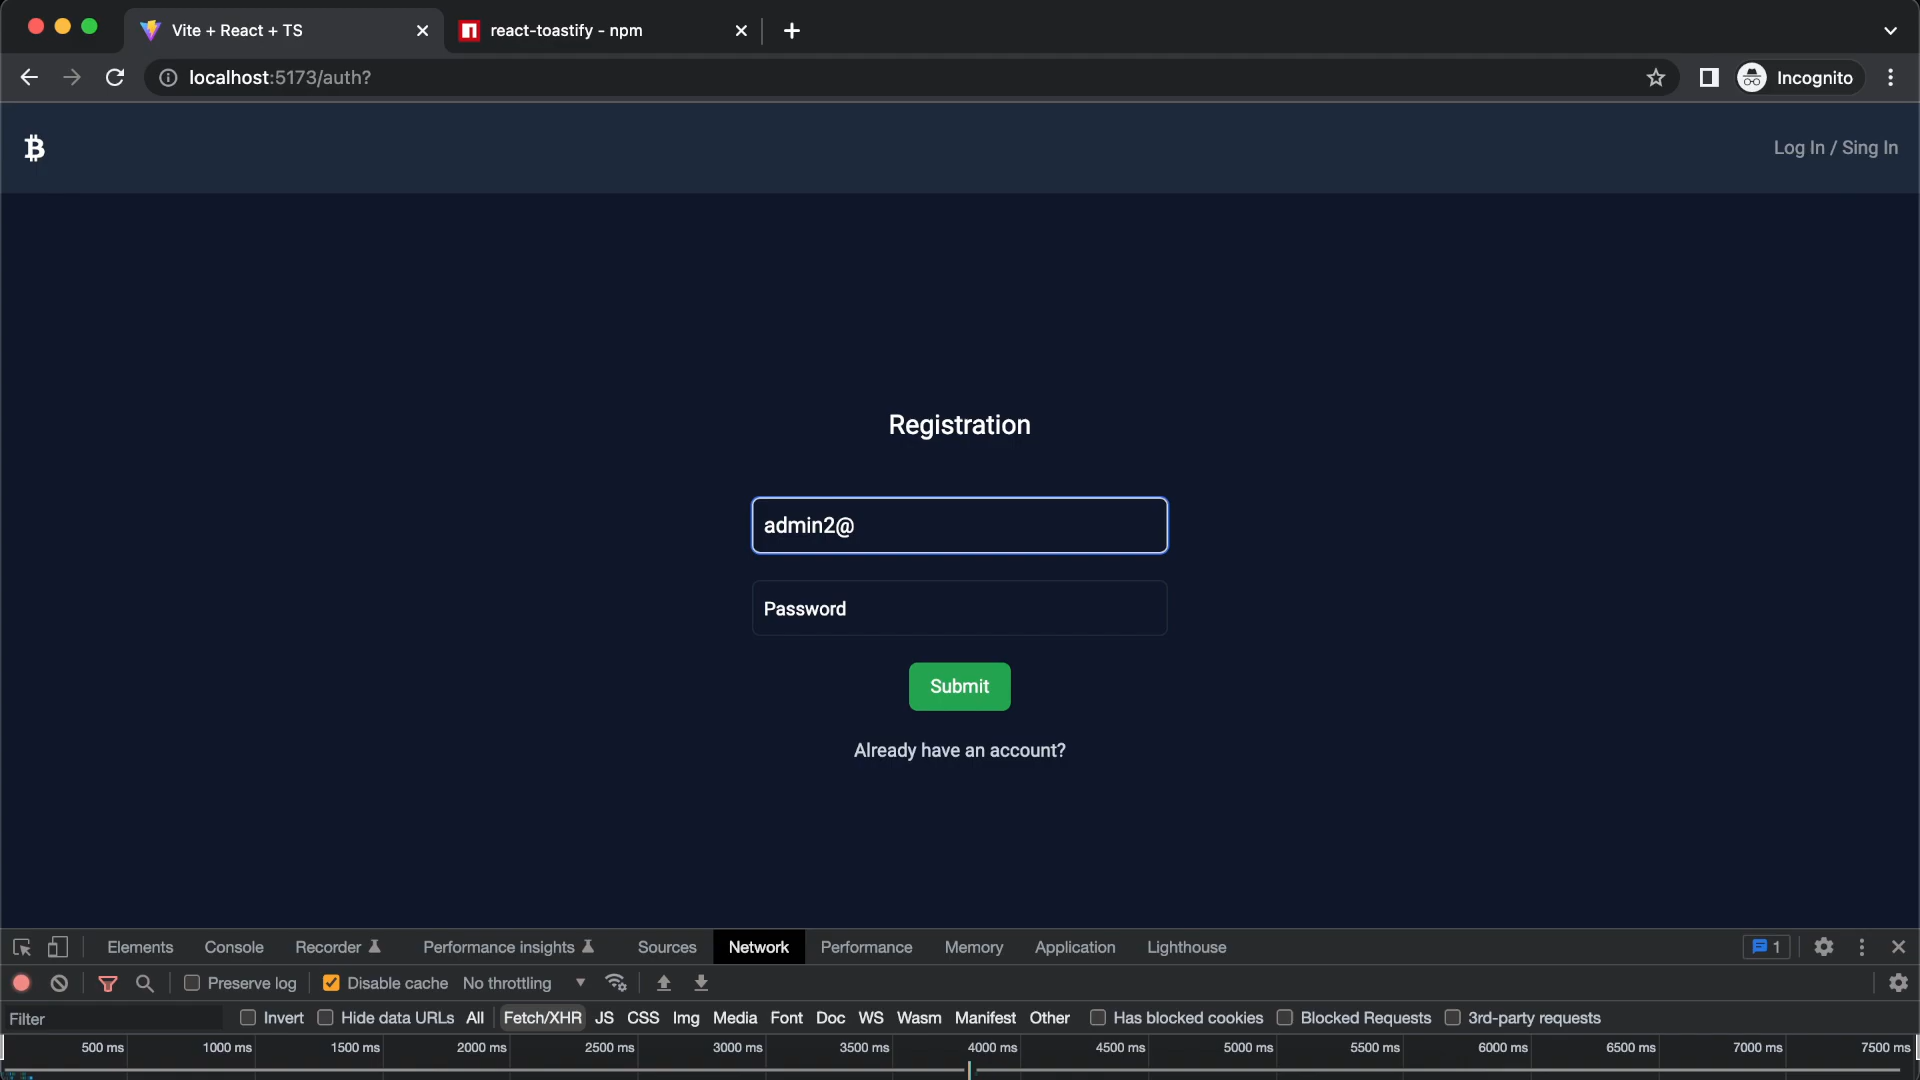 Vite + React + TS
react-toastify - npm
localhost:5173/auth?
Incognito
Log In / Sing In
Registration
admin2@
Password
Submit
Already have an account?
Elements Console Recorder Performance insights Sources Network Performance Memory Application Lighthouse 1
Preserve log Disable cache No throttling
Filter Invert Hide data URLs All Fetch/XHR JS CSS Img Media Font Doc WS Wasm Manifest Other Has blocked cookies Blocked Requests 3rd-party requests
500 ms 1000 ms 1500 ms 2000 ms 2500 ms 3000 ms 3500 ms 4000 ms 4500 ms 5000 ms 5500 ms 6000 ms 6500 ms 7000 ms 7500 ms